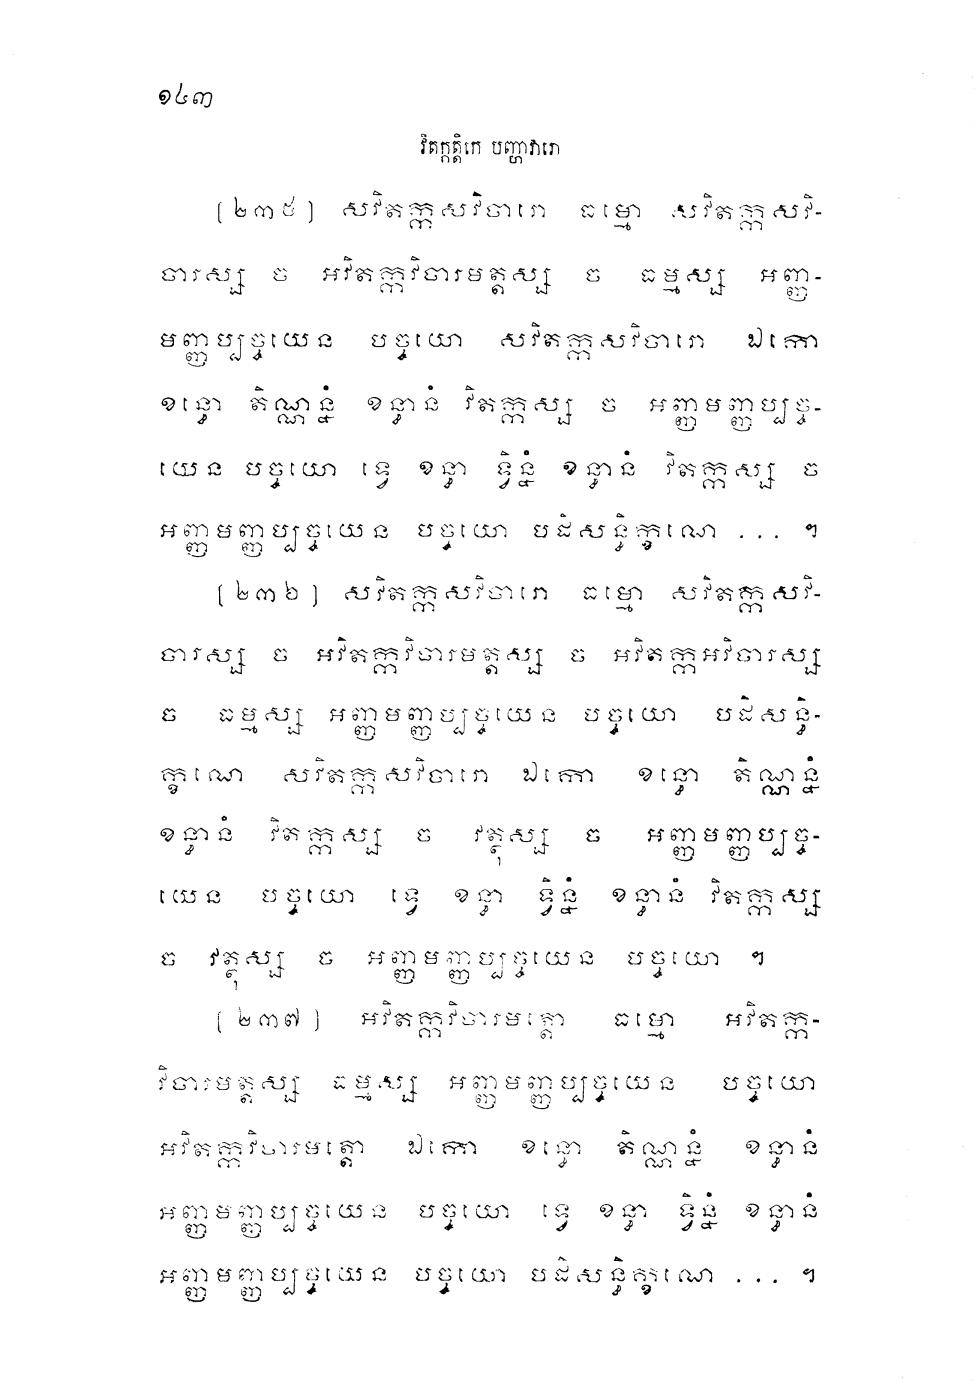 ១៤៣
វិតក្កត្តិកេ បញ្ហាវារោ
[២៣៥] សវិតក្កសវិចារោ ធម្មោ សវិតក្កសវិ-
ចារស្ស ច អវិតក្កវិចារមត្តស្ស ច ធម្មស្ស អញ្ញ-
មញ្ញប្បច្ចយេន បច្ចយោ សវិតក្កសវិចារោ ឯកោ
ខន្ធោ តិណ្ណន្នំ ខន្ធានំ វិតក្កស្ស ច អញ្ញមញ្ញប្បច្ច-
យេន បច្ចយោ ទ្វេ ខន្ធា ទ្វិន្នំ ខន្ធានំ វិតក្កស្ស ច
អញ្ញមញ្ញប្បច្ចយេន បច្ចយោ បដិសន្ធិក្ខណេ ... ។
[២៣៦] សវិតក្កសវិចារោ ធម្មោ សវិតក្កសវិ-
ចារស្ស ច អវិតក្កវិចារមត្តស្ស ច អវិតក្កអវិចារស្ស
ច ធម្មស្ស អញ្ញមញ្ញប្បច្ចយេន បច្ចយោ បដិសន្ធិ-
ក្ខណេ សវិតក្កសវិចារោ ឯកោ ខន្ធោ តិណ្ណន្នំ
ខន្ធានំ វិតក្កស្ស ច វត្ថុស្ស ច អញ្ញមញ្ញប្បច្ច-
យេន បច្ចយោ ទ្វេ ខន្ធា ទ្វិន្នំ ខន្ធានំ វិតក្កស្ស
ច វត្ថុស្ស ច អញ្ញមញ្ញប្បច្ចយេន បច្ចយោ ។
[២៣៧] អវិតក្កវិចារមត្តោ ធម្មោ អវិតក្ក-
វិចារមត្តស្ស ធម្មស្ស អញ្ញមញ្ញប្បច្ចយេន បច្ចយោ
អវិតក្កវិចារមត្តោ ឯកោ ខន្ធោ តិណ្ណន្នំ ខន្ធានំ
អញ្ញមញ្ញប្បច្ចយេន បច្ចយោ ទ្វេ ខន្ធា ទ្វិន្នំ ខន្ធានំ
អញ្ញមញ្ញប្បច្ចយេន បច្ចយោ បដិសន្ធិក្ខណេ ... ។